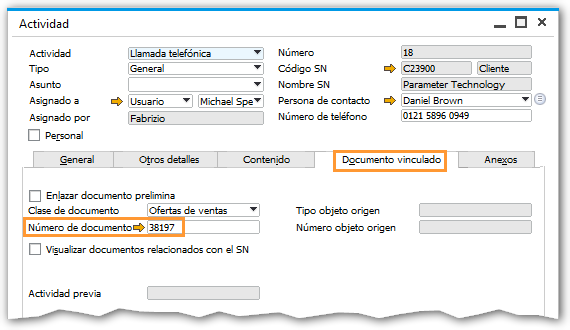 Actividad
Actividad Llamada telefónica Número 18
Tipo General Código SN C23900 Cliente
Asunto Nombre SN Parameter Technology
Asignado a Usuario Michael Spe Persona de contacto Daniel Brown
Asignado por Fabrizio Número de teléfono 0121 5896 0949
Personal
General Otros detalles Contenido Documento vinculado Anexos
Enlazar documento prelimina
Clase de documento Ofertas de ventas Tipo objeto origen
Número de documento 38197 Número objeto origen
Visualizar documentos relacionados con el SN
Actividad previa